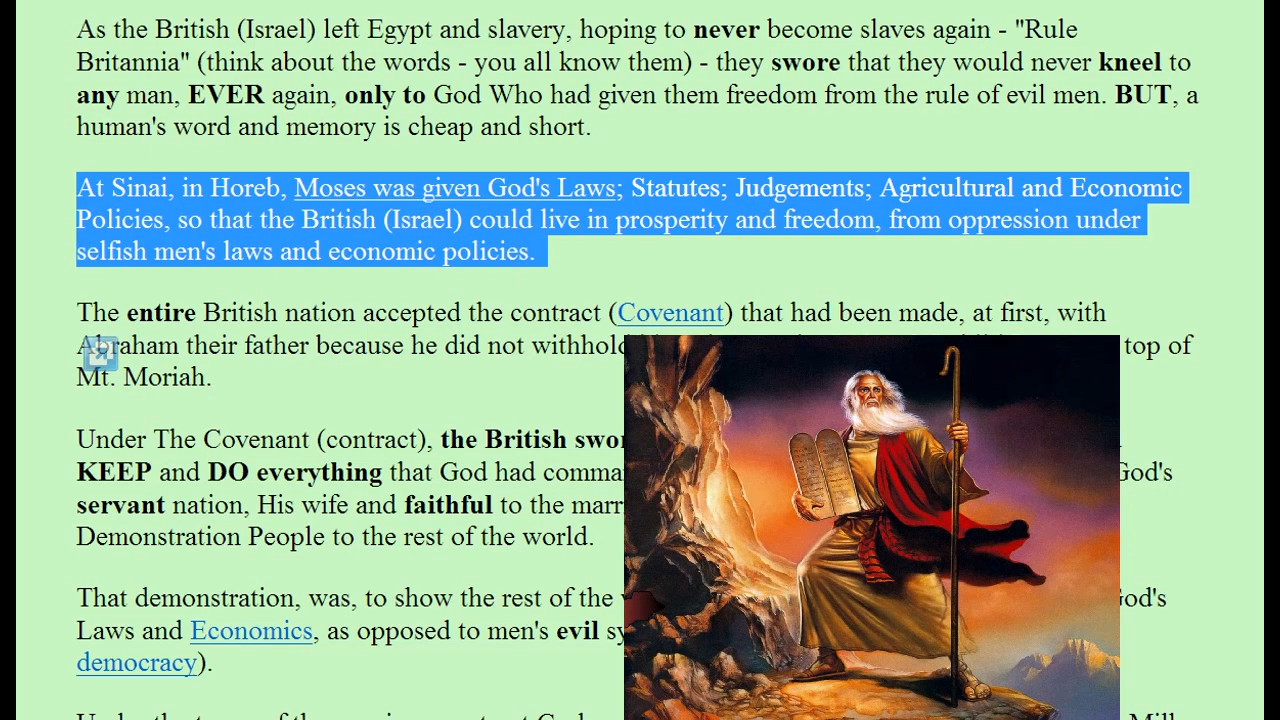 As the British (Israel) left Egypt and slavery, hoping to never become slaves again - "Rule
Britannia" (think about the words - you all know them) - they swore that they would never kneel to
any man, EVER again, only to God Who had given them freedom from the rule of evil men. BUT, a
human's word and memory is cheap and short.
At Sinai, in Horeb, Moses was given God's Laws; Statutes; Judgements; Agricultural and Economic
Policies, so that the British (Israel) could live in prosperity and freedom, from oppression under
selfish men's laws and economic policies.
The entire British nation accepted the contract (Covenant) that had been made, at first, with
Abraham their father because he did not withhold top of
Mt. Moriah.
Under The Covenant (contract), the British
KEEP and DO everything that God had God's
servant nation, His wife and faithful to the
Demonstration People to the rest of the world.
That demonstration, was, to show the rest of the God's
Laws and Economics, as opposed to men's evil
democracy).